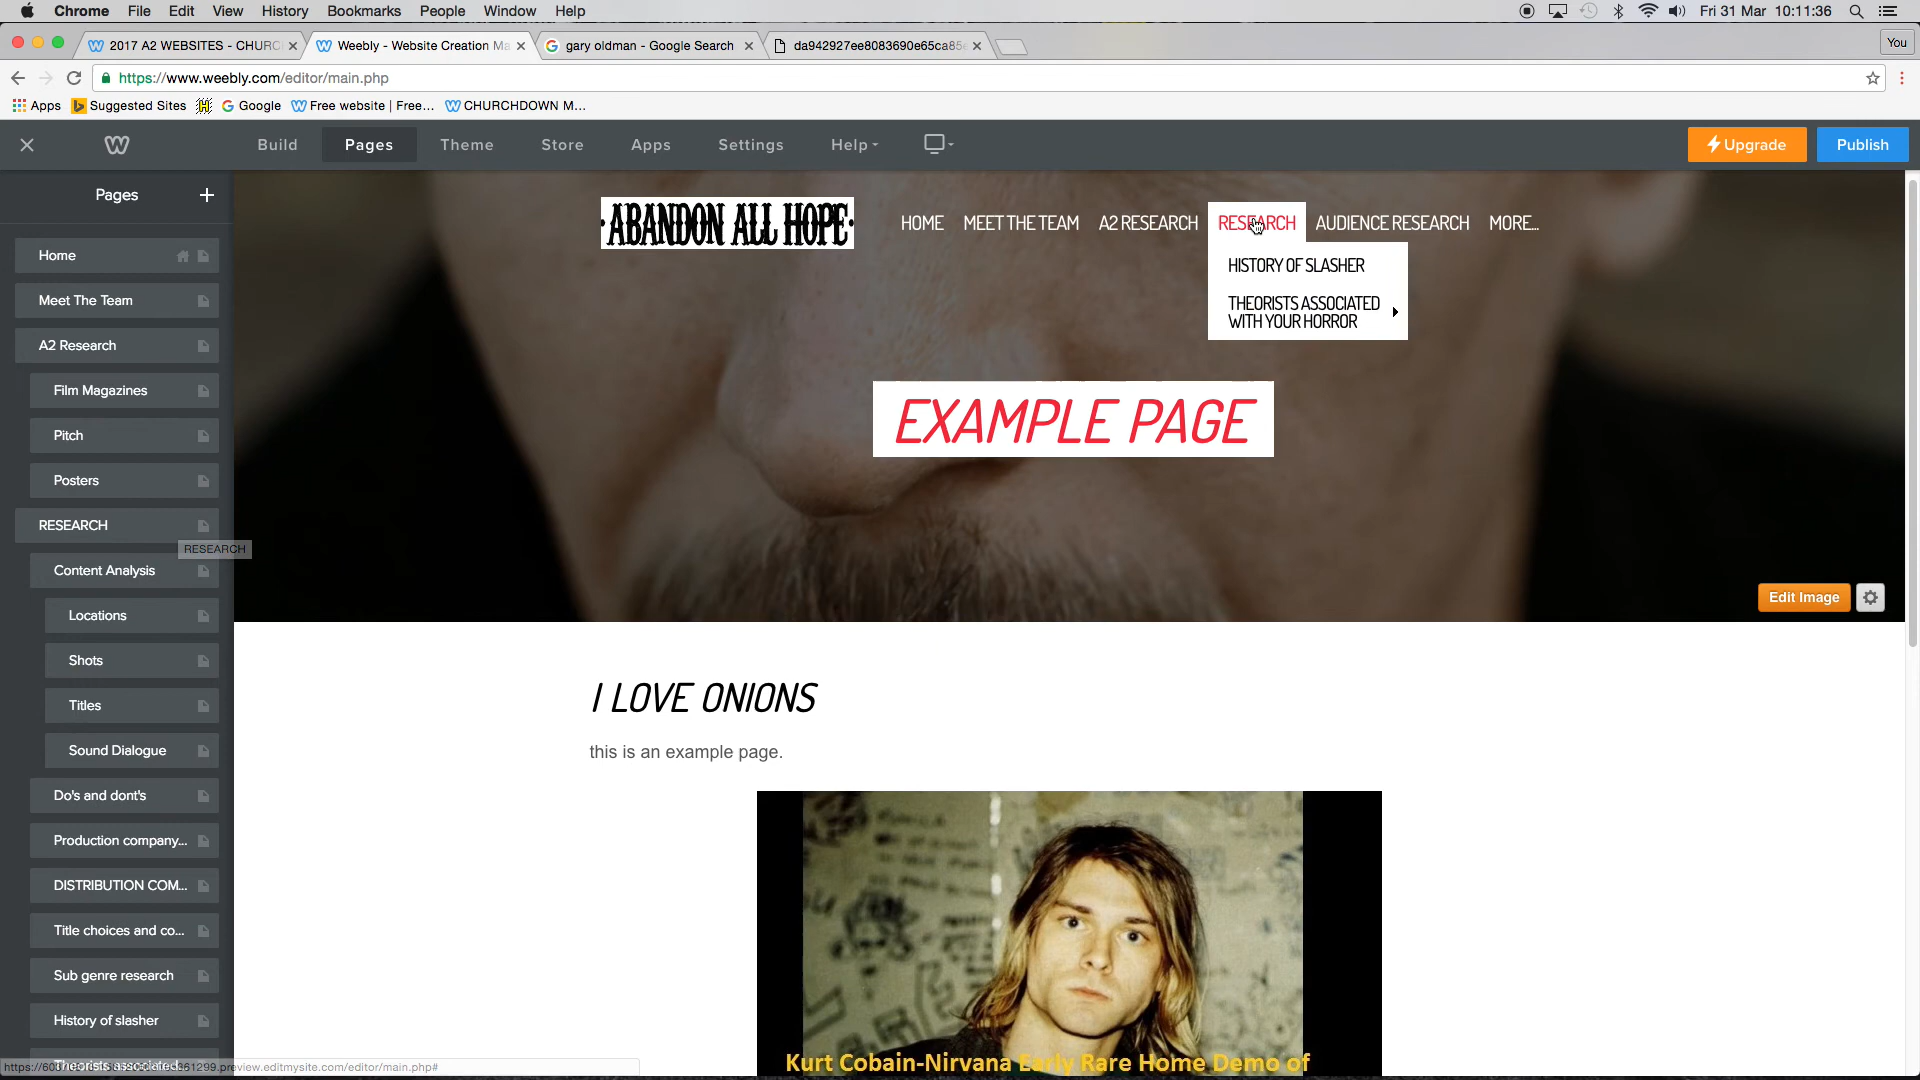 Chrome File Edit View History Bookmarks People Window Help
Fri 31 Mar 10:11:36
2017 A2 WEBSITES - CHURC
Weebly - Website Creation Ma
gary oldman - Google Search
da942927ee8083690e65ca85
You
https://www.weebly.com/editor/main.php
Apps
Suggested Sites
Google
Free website | Free...
CHURCHDOWN M...
Build
Pages
Theme
Store
Apps
Settings
Help
Upgrade
Publish
Pages
Home
Meet The Team
A2 Research
Film Magazines
Pitch
Posters
RESEARCH
RESEARCH
Content Analysis
Locations
Shots
Titles
Sound Dialogue
Do's and dont's
Production company...
DISTRIBUTION COM...
Title choices and co...
Sub genre research
History of slasher
Theorists associated...
·ABANDON ALL HOPE·
HOME MEET THE TEAM A2 RESEARCH RESEARCH AUDIENCE RESEARCH MORE...
HISTORY OF SLASHER
THEORISTS ASSOCIATED
WITH YOUR HORROR
EXAMPLE PAGE
Edit Image
I LOVE ONIONS
this is an example page.
Kurt Cobain-Nirvana Early Rare Home Demo of